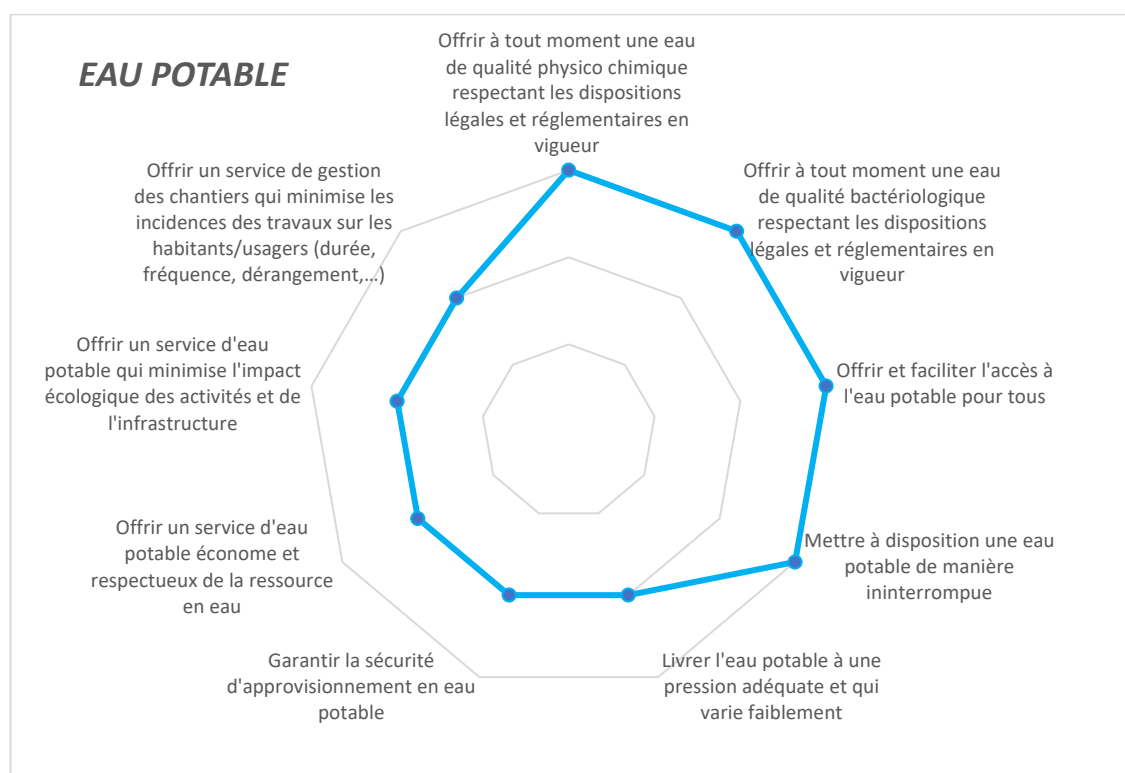 EAU POTABLE
Offrir à tout moment une eau
de qualité physico chimique
respectant les dispositions
légales et réglementaires en
vigueur
Offrir à tout moment une eau
de qualité bactériologique
respectant les dispositions
légales et réglementaires en
vigueur
Offrir et faciliter l'accès à
l'eau potable pour tous
Mettre à disposition une eau
potable de manière
ininterrompue
Livrer l'eau potable à une
pression adéquate et qui
varie faiblement
Garantir la sécurité
d'approvisionnement en eau
potable
Offrir un service d'eau
potable économe et
respectueux de la ressource
en eau
Offrir un service d'eau
potable qui minimise l'impact
écologique des activités et de
l'infrastructure
Offrir un service de gestion
des chantiers qui minimise les
incidences des travaux sur les
habitants/usagers (durée,
fréquence, dérangement,...)